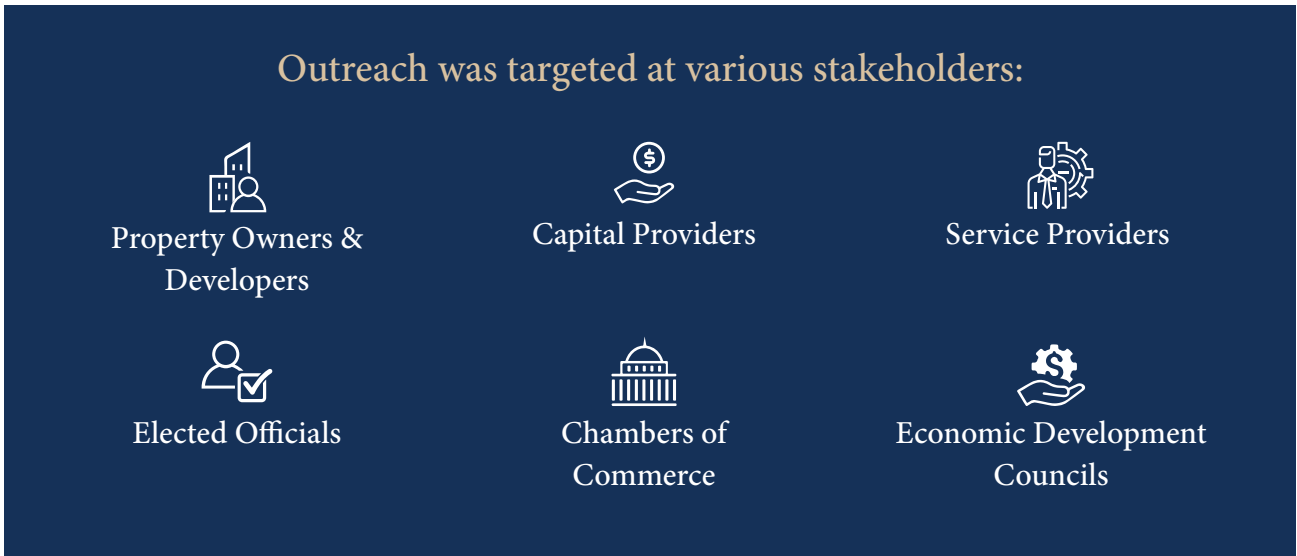 Outreach was targeted at various stakeholders:
Property Owners &
Developers
Capital Providers
Service Providers
Elected Officials
Chambers of
Commerce
Economic Development
Councils